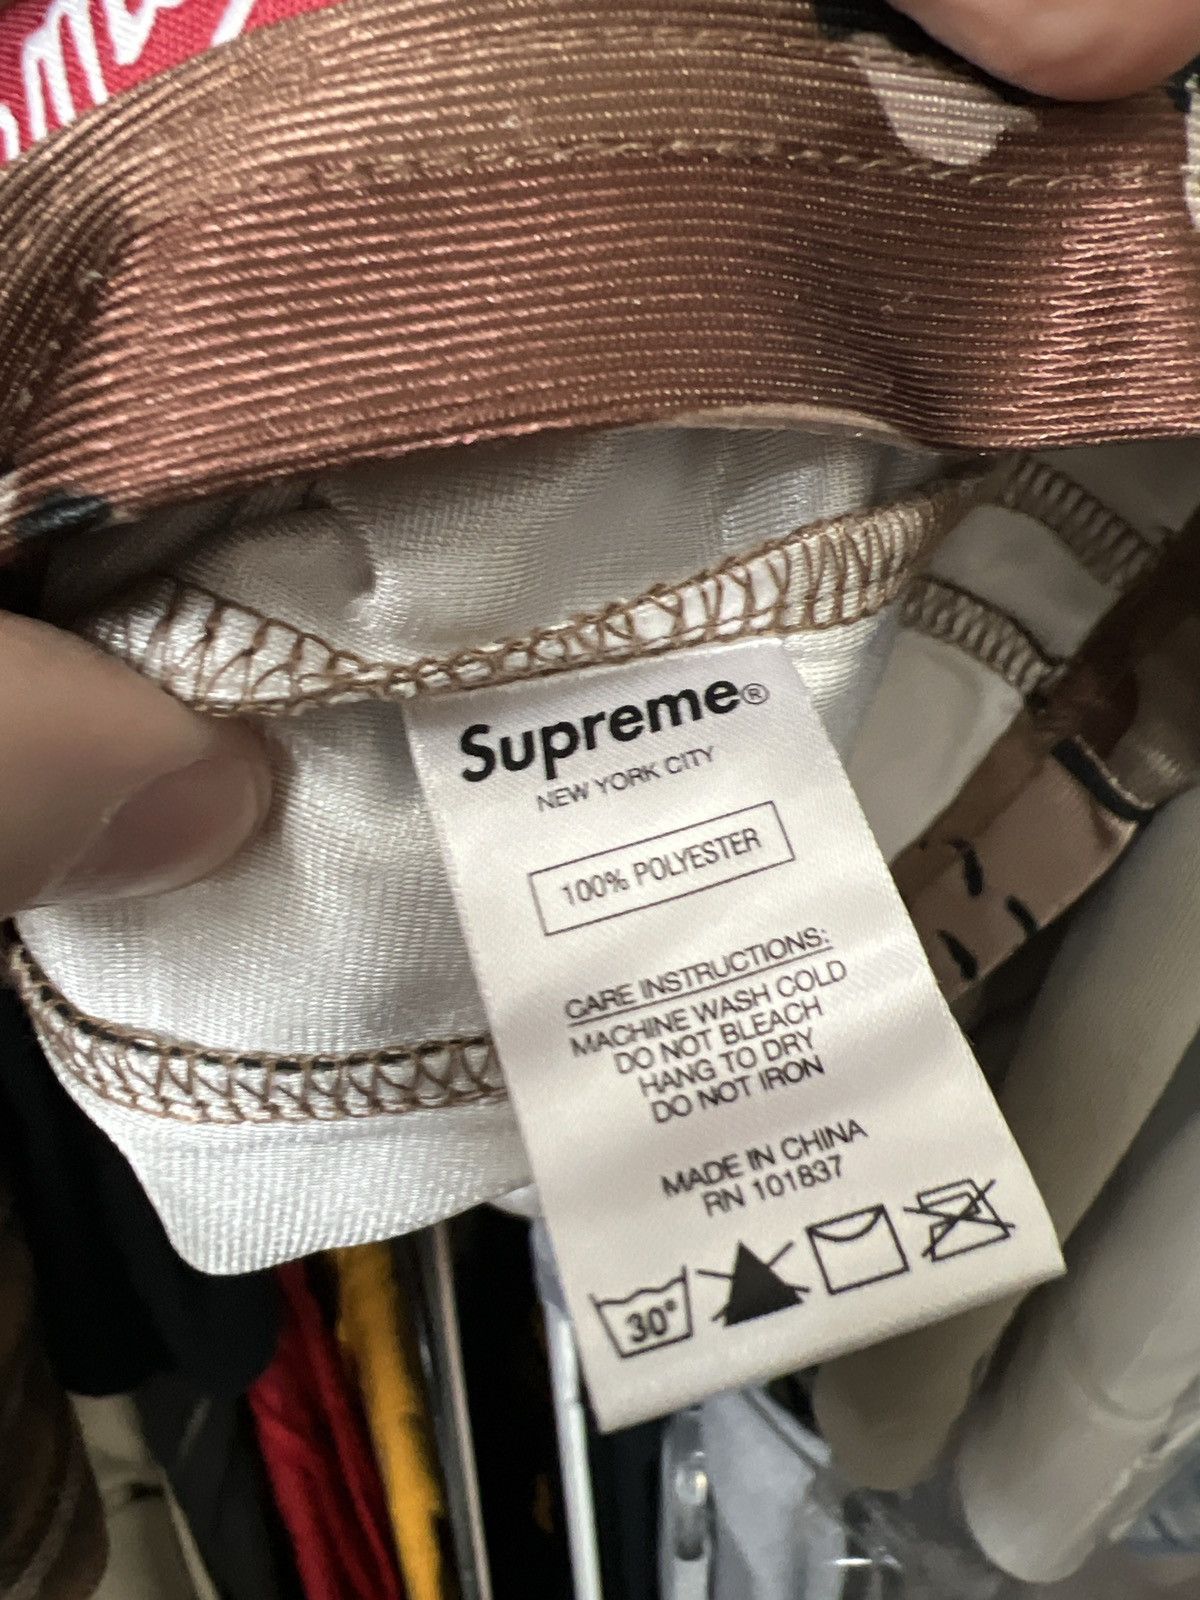 Supreme®
NEW YORK CITY
100% POLYESTER
CARE INSTRUCTIONS:
MACHINE WASH COLD
DO NOT BLEACH
HANG TO DRY
DO NOT IRON
MADE IN CHINA
RN 101837
30°